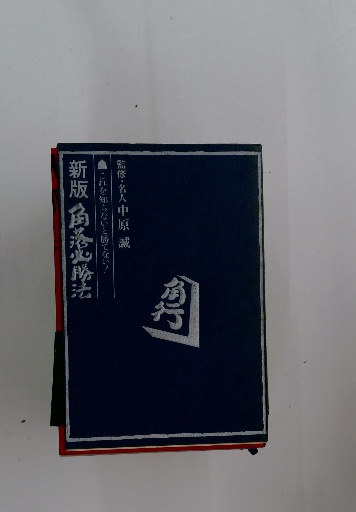 監修・名人中原 誠
これを知らないと勝てない!
新版 角落必勝法
角行